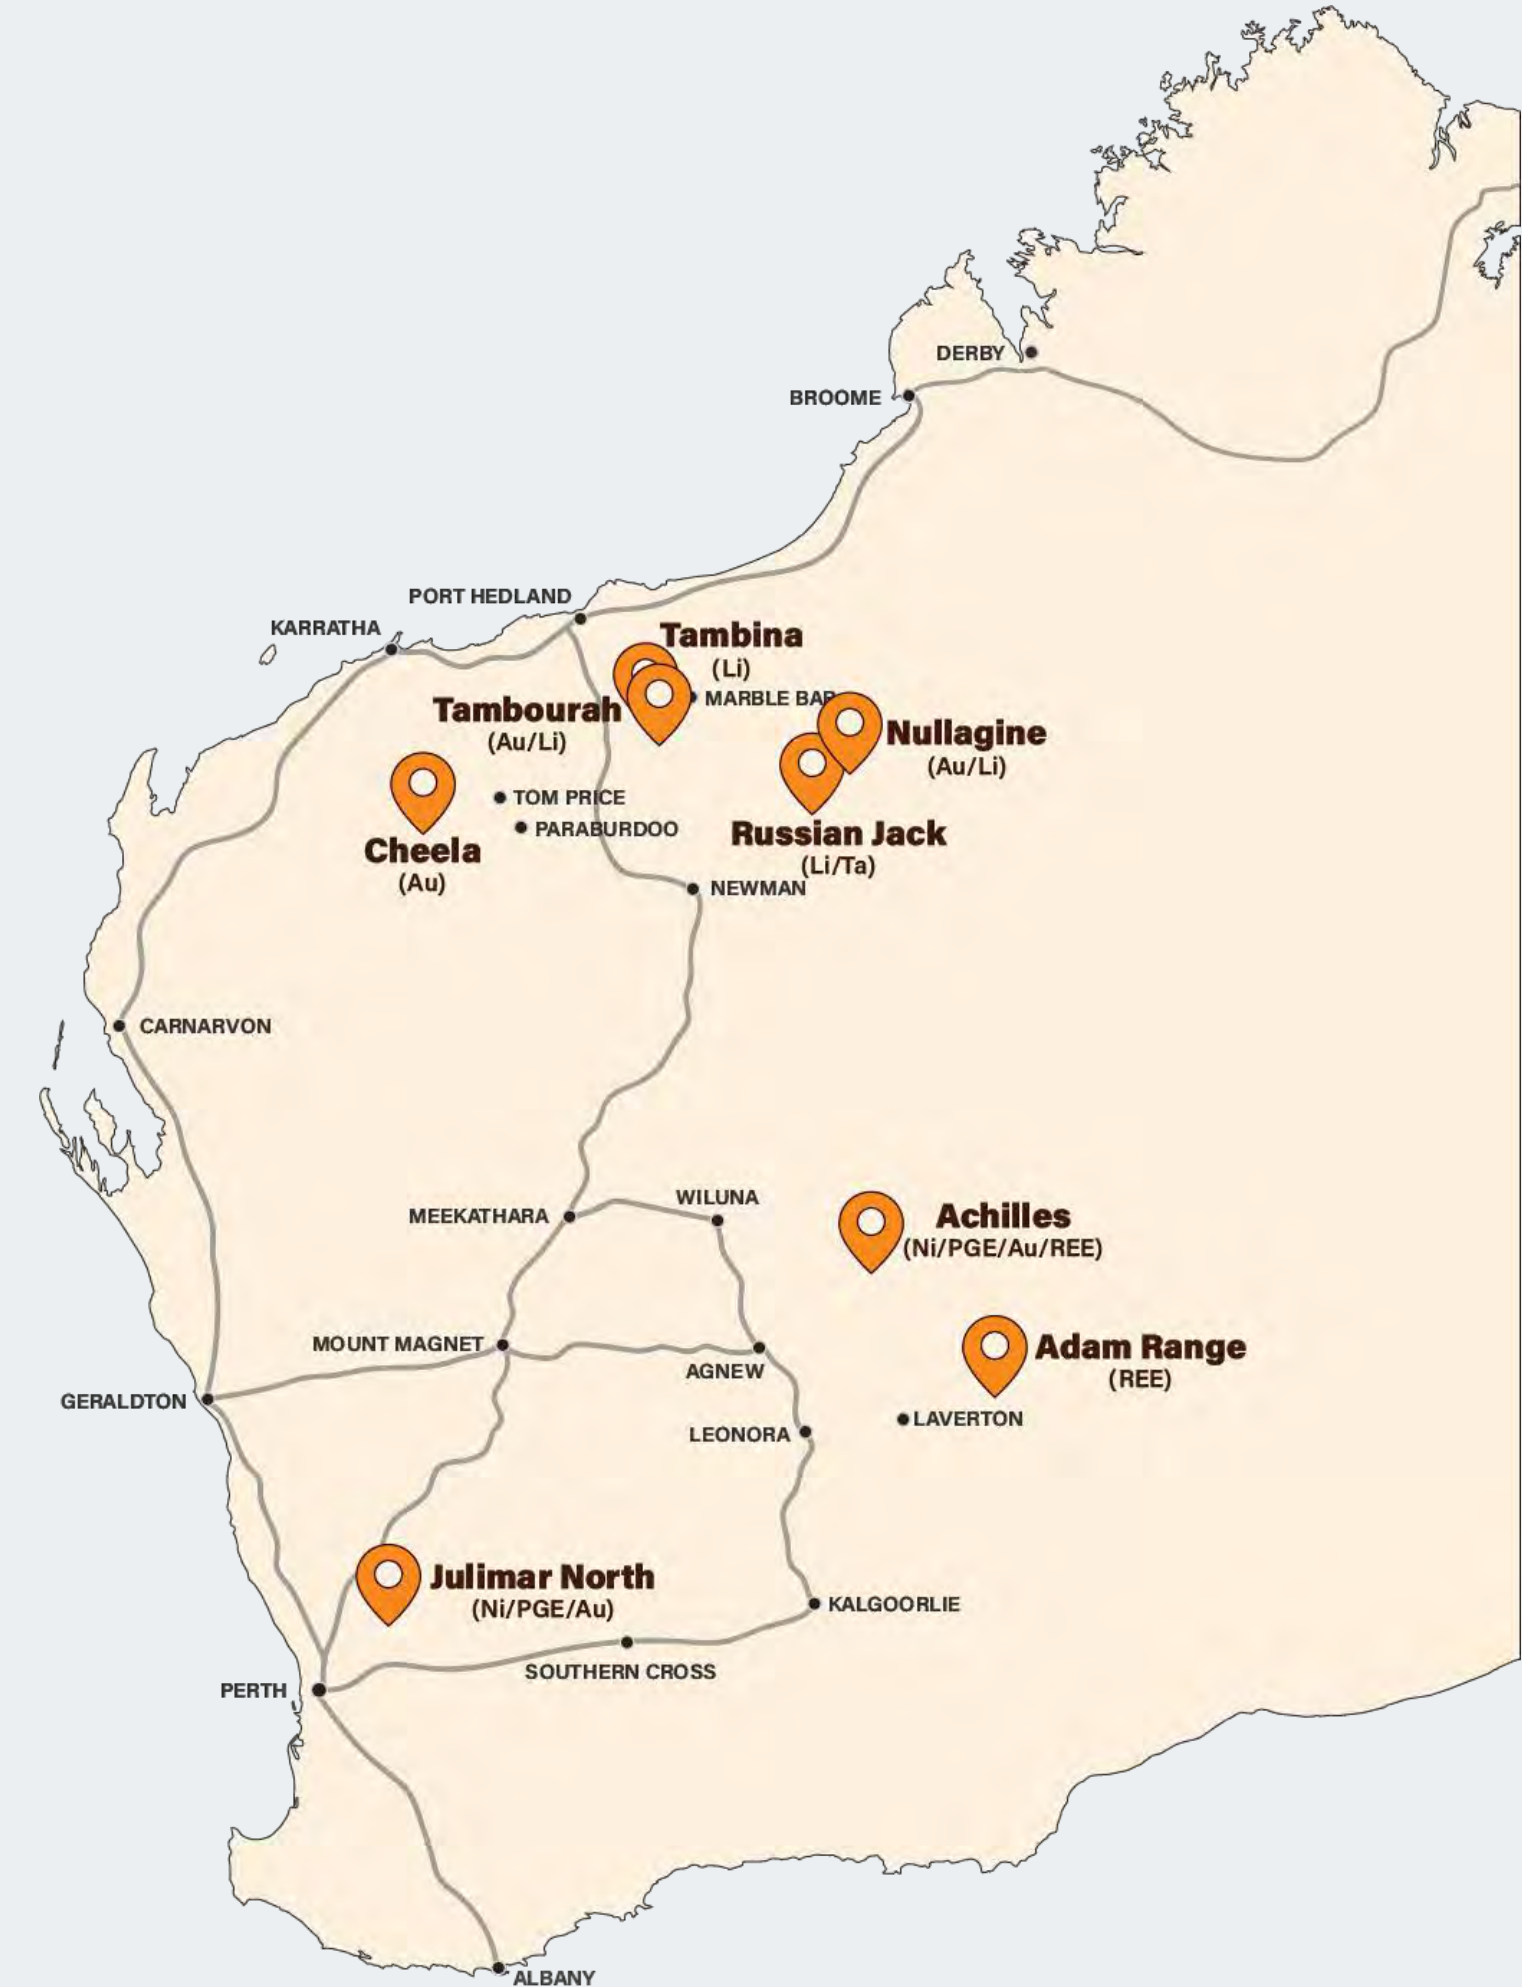 DERBY
BROOME
PORT HEDLAND
KARRATHA
Tambina
(Li)
MARBLE BAR
Tambourah
(Au/Li)
Nullagine
(Au/Li)
TOM PRICE
PARABURDOO
Russian Jack
(Li/Ta)
Cheela
(Au)
NEWMAN
CARNARVON
WILUNA
MEEKATHARA
Achilles
(Ni/PGE/Au/REE)
MOUNT MAGNET
AGNEW
Adam Range
(REE)
GERALDTON
LAVERTON
LEONORA
Julimar North
(Ni/PGE/Au)
KALGOORLIE
SOUTHERN CROSS
PERTH
ALBANY